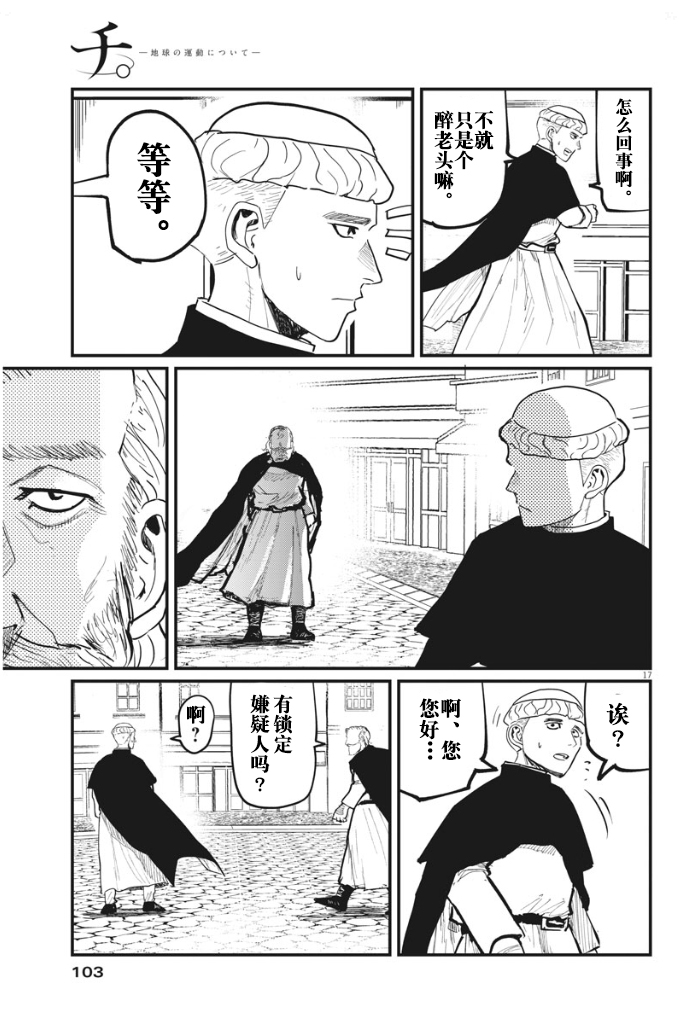 チ。
—地球の運動について—
怎么回事啊。
不就
只是个
醉老头嘛。
等等。
17
诶？
啊、您
您好…
有锁定
嫌疑人吗？
啊？
103